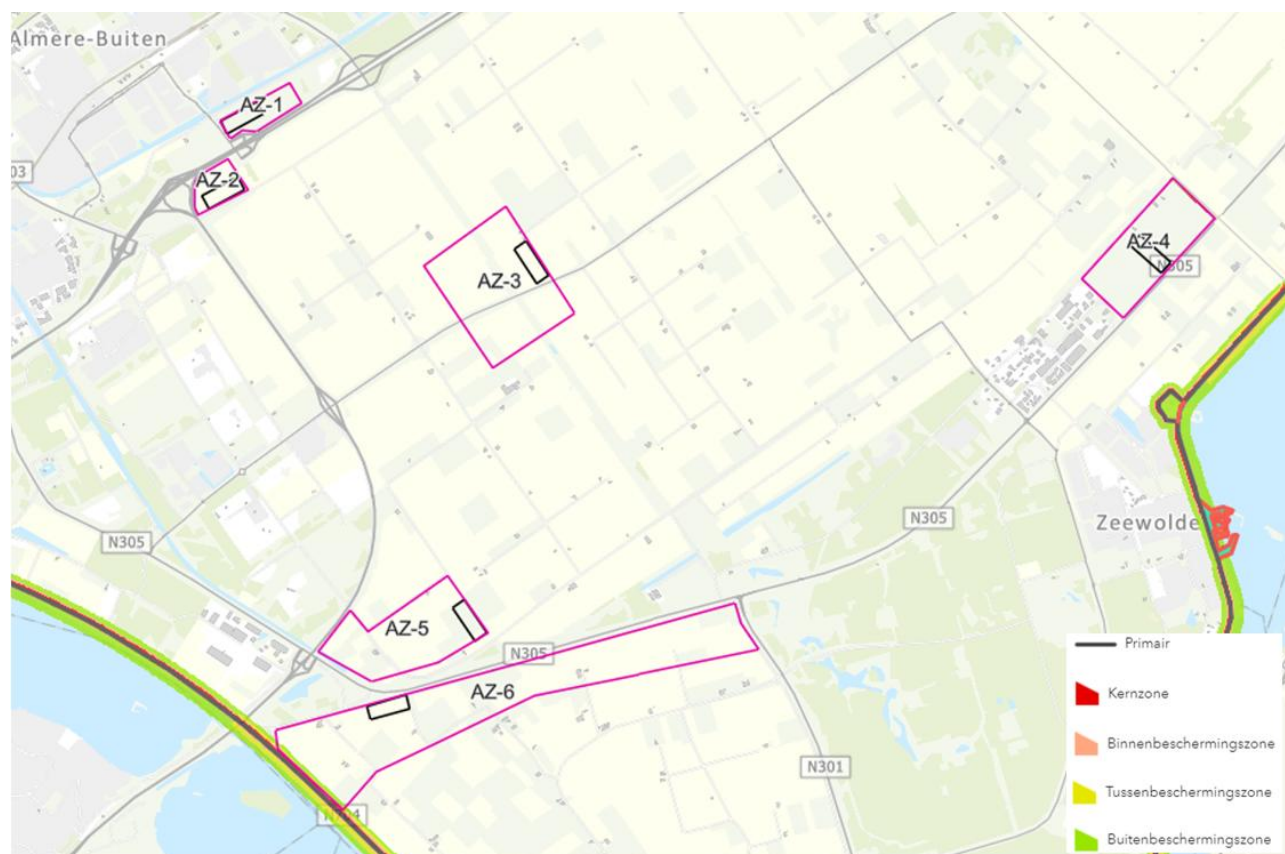 Almere-Buiten
AZ-1
03
AZ-2
AZ-3
AZ-4
N305
N305
N305
Zeewolde
AZ-5
N305
AZ-6
N301
Primair
Kernzone
Binnenbeschermingszone
Tussenbeschermingszone
Buitenbeschermingszone